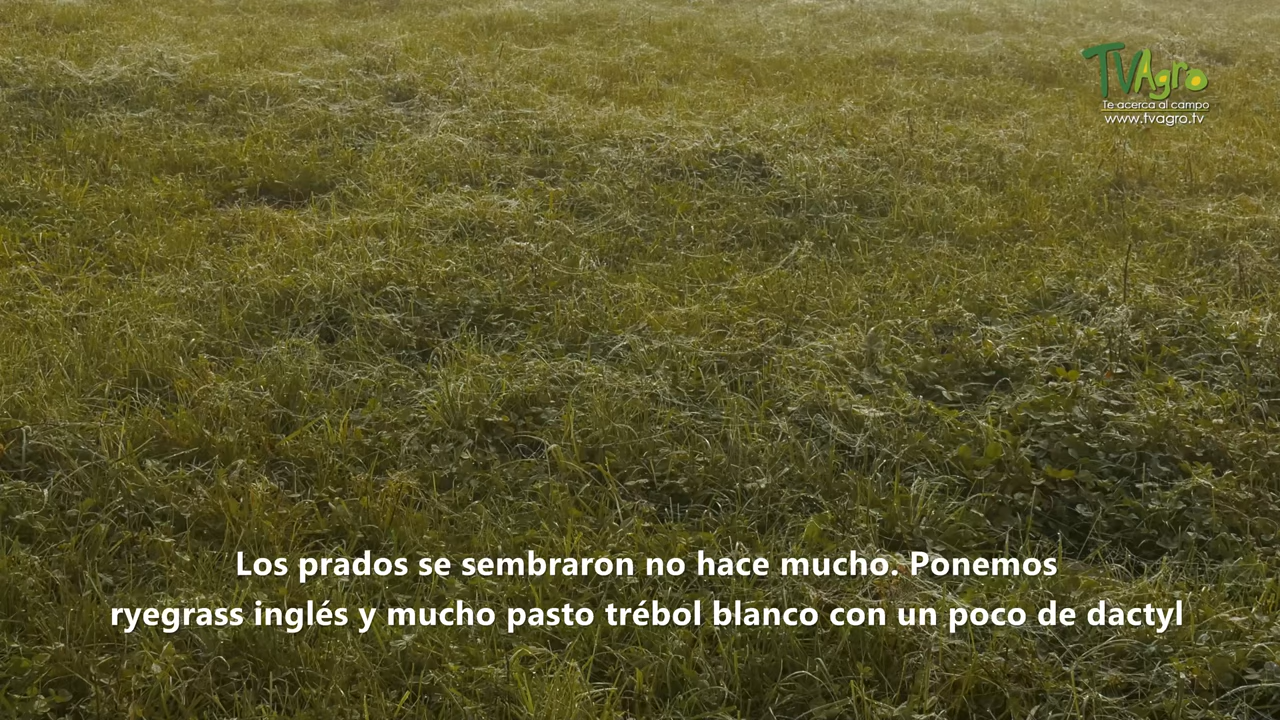 TVAgro
Te acerca al campo
www.tvagro.tv
Los prados se sembraron no hace mucho. Ponemos
ryegrass inglés y mucho pasto trébol blanco con un poco de dactyl